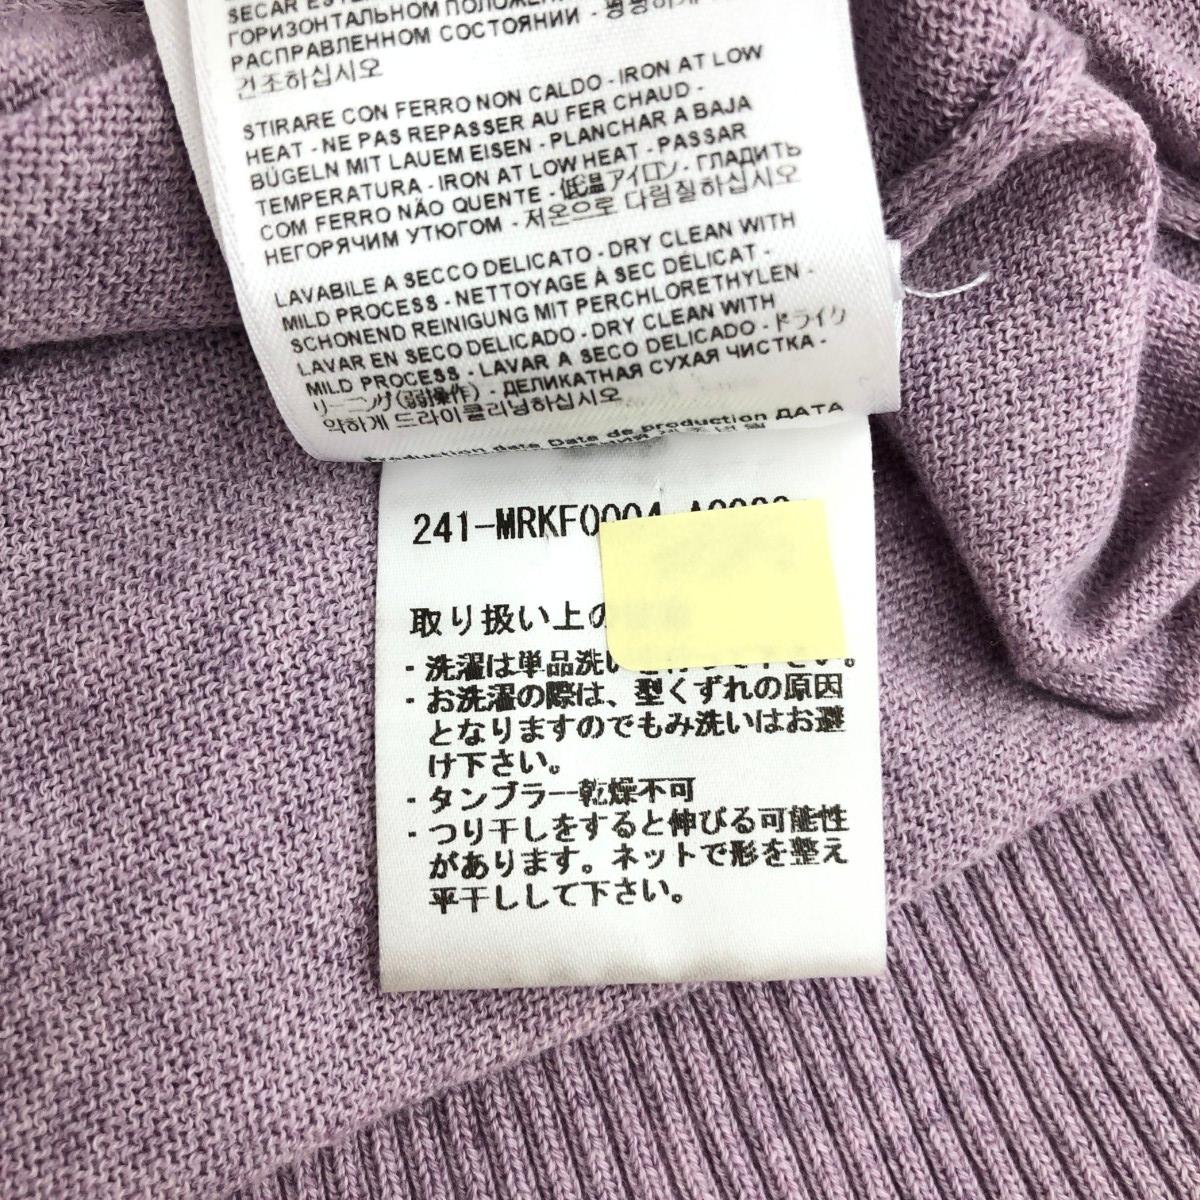 SECAR
ГОРИЗОНТАЛЬНОМ
РАСПРАВЛЕННОМ СОСТОЯНИИ -
건조하십시오
STIRARE CON FERRO NON CALDO - IRON AT LOW
HEAT - NE PAS REPASSER AU FER CHAUD -
BÜGELN MIT LAUEM EISEN - PLANCHAR A BAJA
TEMPERATURA - IRON AT LOW HEAT - PASSAR
COM FERRO NÃO QUENTE - 低温アイロン - ГЛАДИТЬ
НЕГОРЯЧИМ УТЮГОМ - 저온으로 다림질하십시오
LAVABILE A SECCO DELICATO - DRY CLEAN WITH
MILD PROCESS - NETTOYAGE À SEC DÉLICAT -
SCHONEND REINIGUNG MIT PERCHLORETHYLEN -
LAVAR EN SECO DELICADO - DRY CLEAN WITH
MILD PROCESS - LAVAR A SECO DELICADO - ドライク
リーニング(弱操作) - ДЕЛИКАТНАЯ СУХАЯ ЧИСТКА -
약하게 드라이클리닝하십시오
Production date Date de production ДАТА
241-MRKF0004
取り扱い上の
・洗濯は単品洗い
・お洗濯の際は、型くずれの原因
となりますのでもみ洗いはお避
け下さい。
・タンブラー乾燥不可
・つり干しをすると伸びる可能性
があります。ネットで形を整え
平干しして下さい。